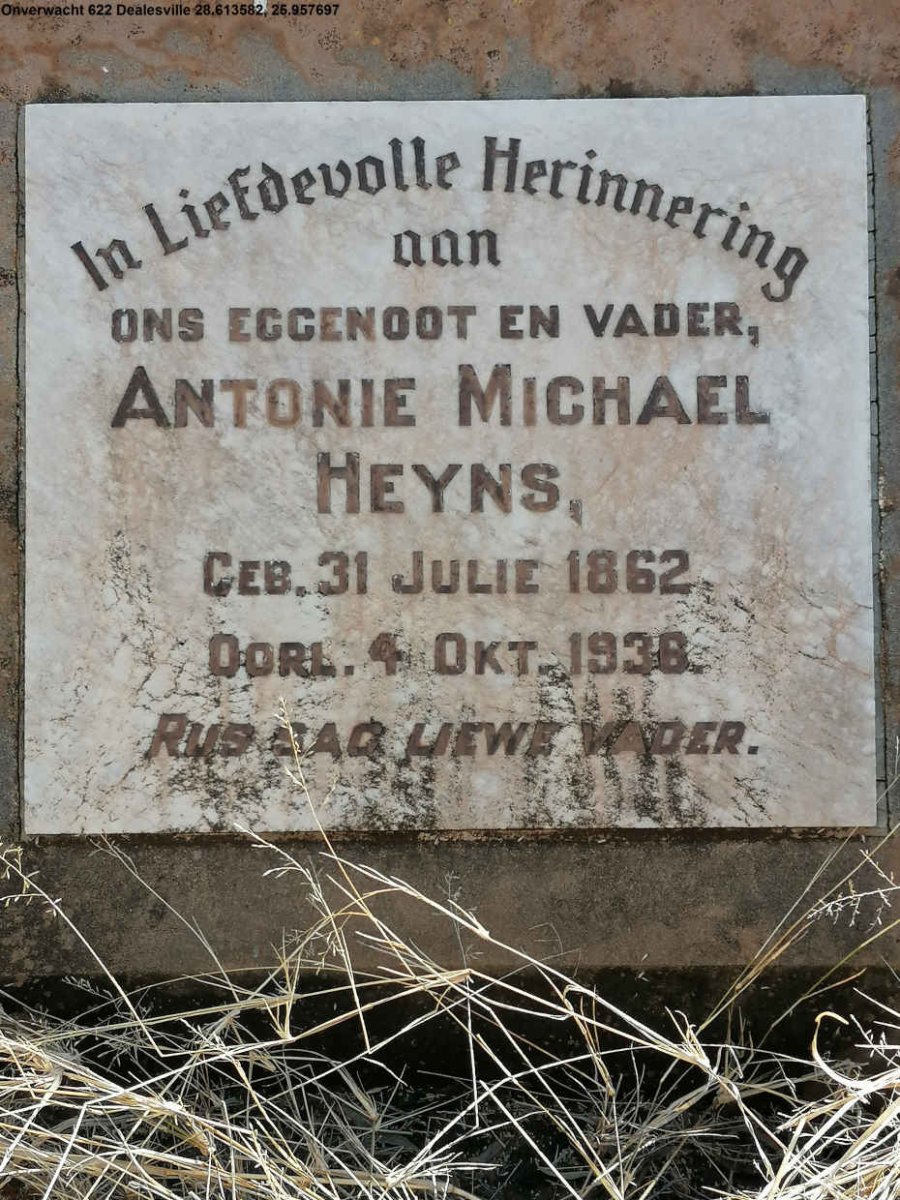 Onverwacht 622 Dealesville 28.613582, 25.957697
In Liefdevolle Herinnering
aan
ONS EGGENOOT EN VADER,
ANTONIE MICHAEL
HEYNS,
GEB. 31 JULIE 1862
OORL. 4 OKT. 1936.
RUS SAG LIEWE VADER.